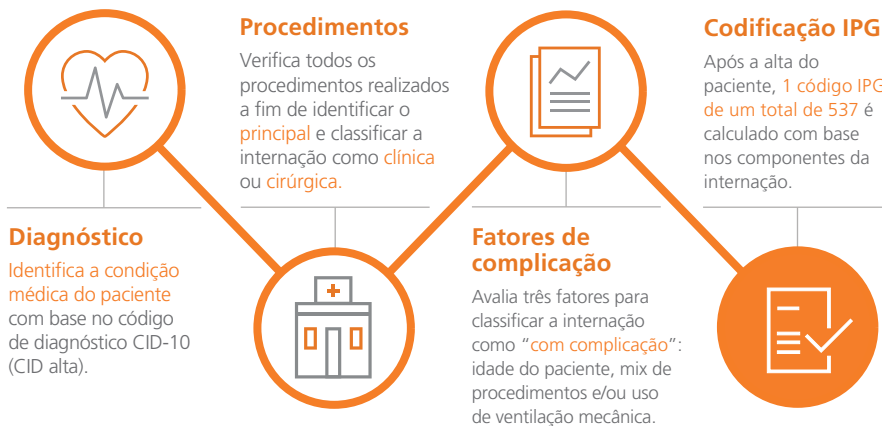 Diagnóstico
Identifica a condição
médica do paciente
com base no código
de diagnóstico CID-10
(CID alta).
Procedimentos
Verifica todos os
procedimentos realizados
a fim de identificar o
principal e classificar a
internação como clínica
ou cirúrgica.
Fatores de
complicação
Avalia três fatores para
classificar a internação
como “com complicação”:
idade do paciente, mix de
procedimentos e/ou uso
de ventilação mecânica.
Codificação IPG
Após a alta do
paciente, 1 código IPG
de um total de 537 é
calculado com base
nos componentes da
internação.